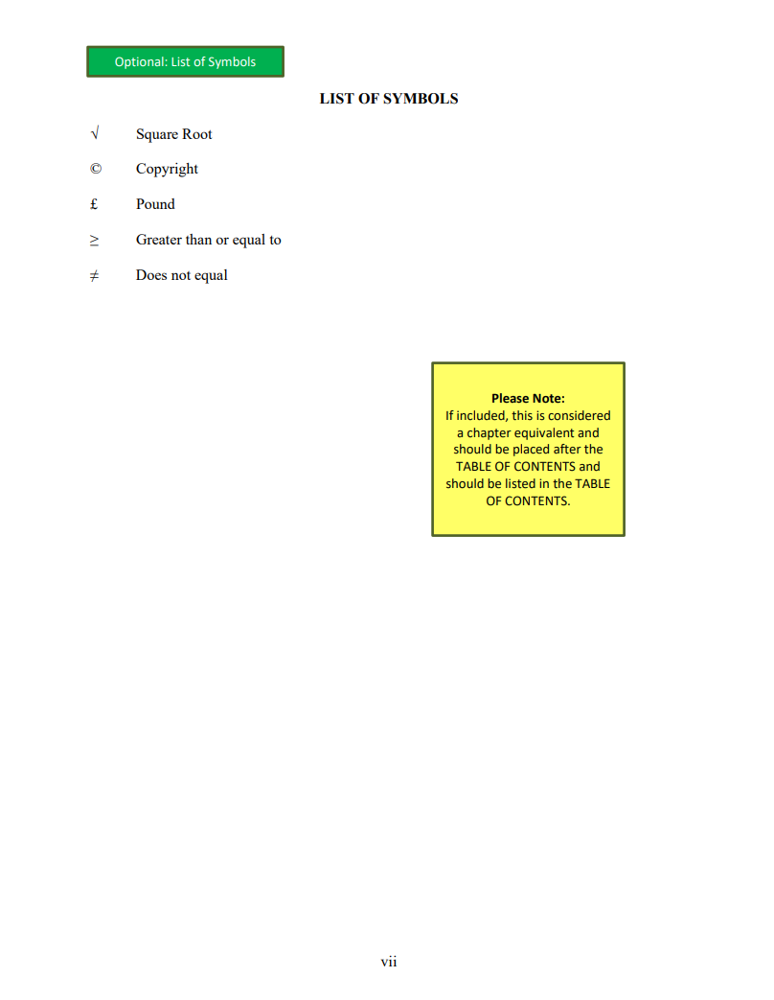 Optional: List of Symbols
LIST OF SYMBOLS
√ Square Root
© Copyright
£ Pound
≥ Greater than or equal to
≠ Does not equal
Please Note:
If included, this is considered
a chapter equivalent and
should be placed after the
TABLE OF CONTENTS and
should be listed in the TABLE
OF CONTENTS.
vii